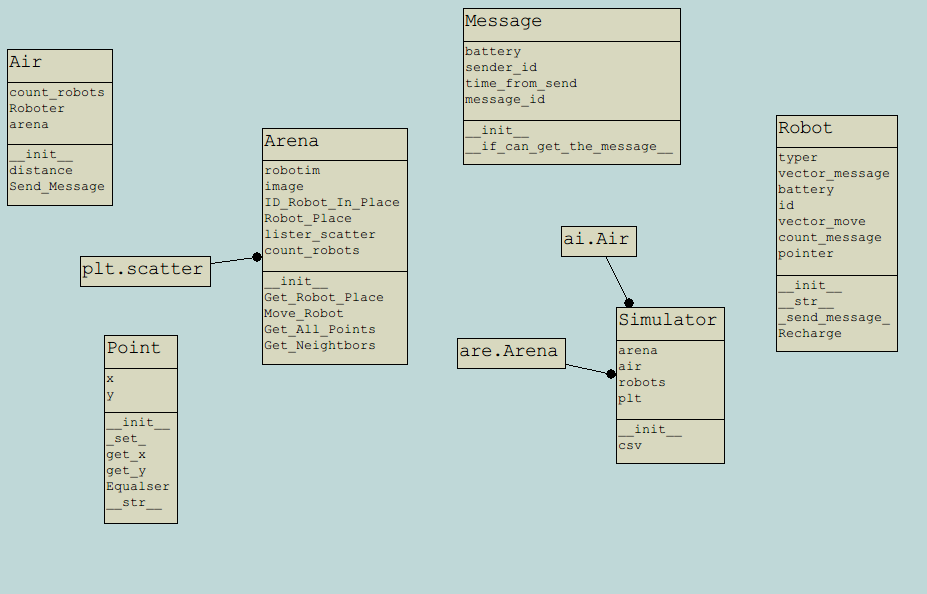 Air
count_robots
Roboter
arena
__init__
distance
Send_Message
plt.scatter
Point
x
y
__init__
_set_
get_x
get_y
Equalser
__str__
Arena
robotim
image
ID_Robot_In_Place
Robot_Place
lister_scatter
count_robots
__init__
Get_Robot_Place
Move_Robot
Get_All_Points
Get_Neightbors
Message
battery
sender_id
time_from_send
message_id
__init__
__if_can_get_the_message__
ai.Air
are.Arena
Simulator
arena
air
robots
plt
__init__
csv
Robot
typer
vector_message
battery
id
vector_move
count_message
pointer
__init__
__str__
_send_message_
Recharge